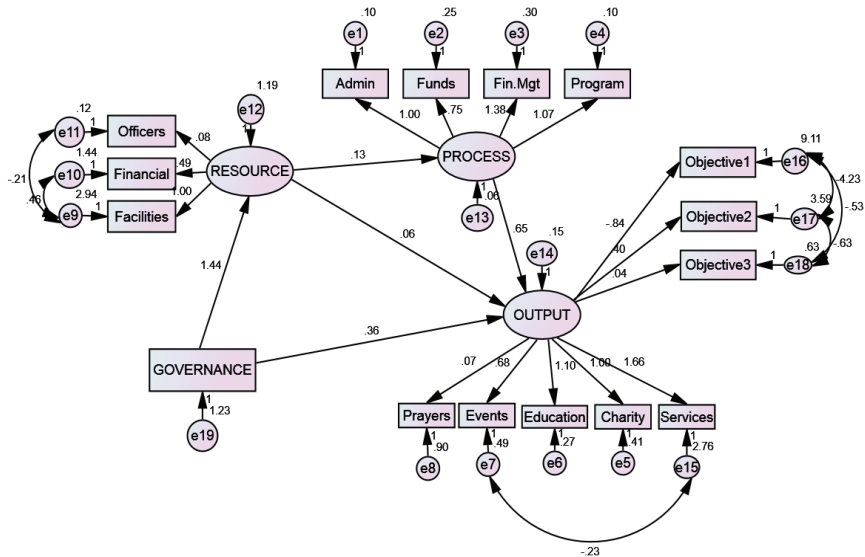 .10 .25 .30 .10
e1 e2 e3 e4
1 1 1 1
Admin Funds Fin.Mgt Program
1.00 .75 1.38 1.07
1.19
e12
1
.12
e11 1 Officers
.08
1.44
e10 1 Financial
.49
2.94
e9 1 Facilities
1.00
-.21
.46
RESOURCE
.13
PROCESS
1
.06
e13
Objective1 1 e16
9.11
Objective2 1 e17
3.59
Objective3 1 e18
.63
-4.23
-.53
-.63
-.84
.40
.04
.65
.06
.15
e14
1
OUTPUT
1.44
.36
GOVERNANCE
1
1.23
e19
.07 .68 1.10 1.00 1.66
Prayers Events Education Charity Services
1 1 1 1 1
.90 .49 .27 .41 2.76
e8 e7 e6 e5 e15
-.23